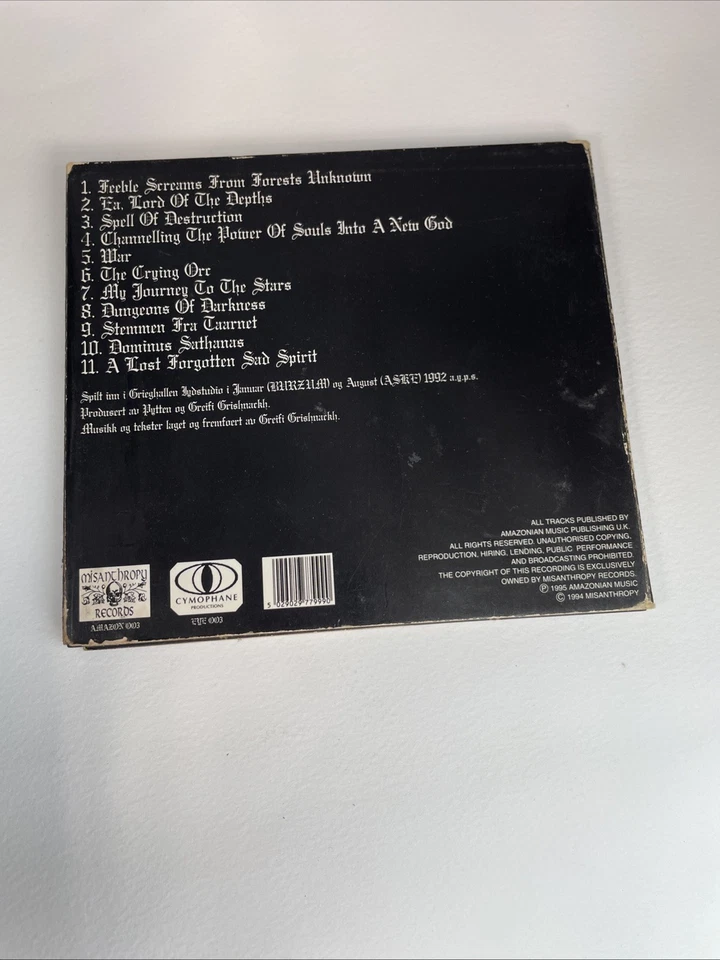 1. Feeble Screams From Forests Unknown
2. Ea, Lord Of The Depths
3. Spell Of Destruction
4. Channelling The Power Of Souls Into A New God
5. War
6. The Crying Orc
7. My Journey To The Stars
8. Dungeons Of Darkness
9. Stemmen Fra Taarnet
10. Dominus Sathanas
11. A Lost Forgotten Sad Spirit
Spilt inn i Grieghallen Lydstudio i Januar (BURZUM) og August (ASKE) 1992 a.y.p.s.
Produsert av Pytten og Greifi Grishnackh.
Musikk og tekster laget og fremført av Greifi Grishnackh.
ALL TRACKS PUBLISHED BY
AMAZONIAN MUSIC PUBLISHING U.K.
ALL RIGHTS RESERVED. UNAUTHORISED COPYING,
REPRODUCTION, HIRING, LENDING, PUBLIC PERFORMANCE
AND BROADCASTING PROHIBITED.
THE COPYRIGHT OF THIS RECORDING IS EXCLUSIVELY
OWNED BY MISANTHROPY RECORDS.
Ⓟ 1995 AMAZONIAN MUSIC
© 1994 MISANTHROPY
MISANTHROPY
RECORDS
AMAZON 003
CYMOPHANE
PRODUCTIONS
EYE 003
5 029029 779990